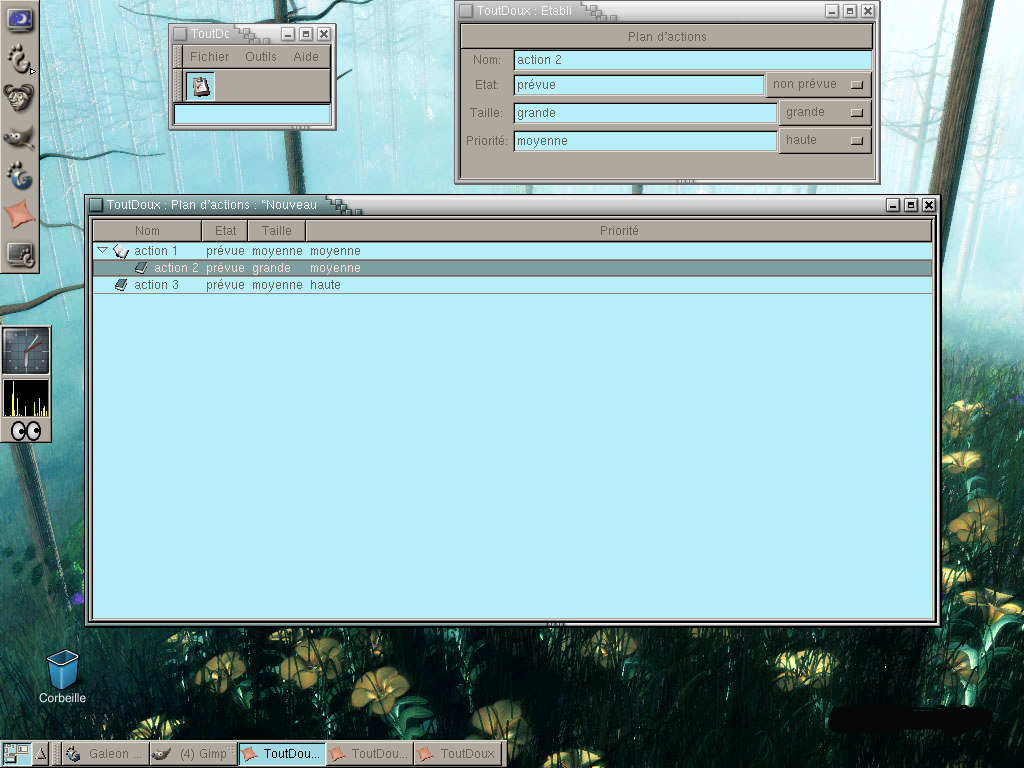 ToutDc
Fichier Outils Aide
ToutDoux : Etabli
Plan d'actions
Nom: action 2
Etat: prévue non prévue
Taille: grande grande
Priorité: moyenne haute
ToutDoux : Plan d'actions : *Nouveau
Nom Etat Taille Priorité
action 1 prévue moyenne moyenne
action 2 prévue grande moyenne
action 3 prévue moyenne haute
Corbeille
Galeon ... (4) Gimp ToutDou... ToutDou... ToutDoux